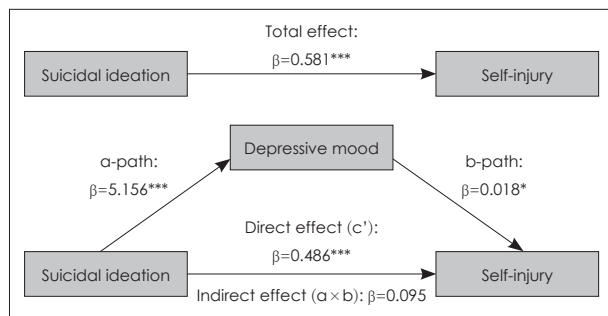 Total effect:
β=0.581***
Suicidal ideation
Self-injury
Depressive mood
a-path:
β=5.156***
b-path:
β=0.018*
Direct effect (c’):
β=0.486***
Suicidal ideation
Self-injury
Indirect effect (a×b): β=0.095